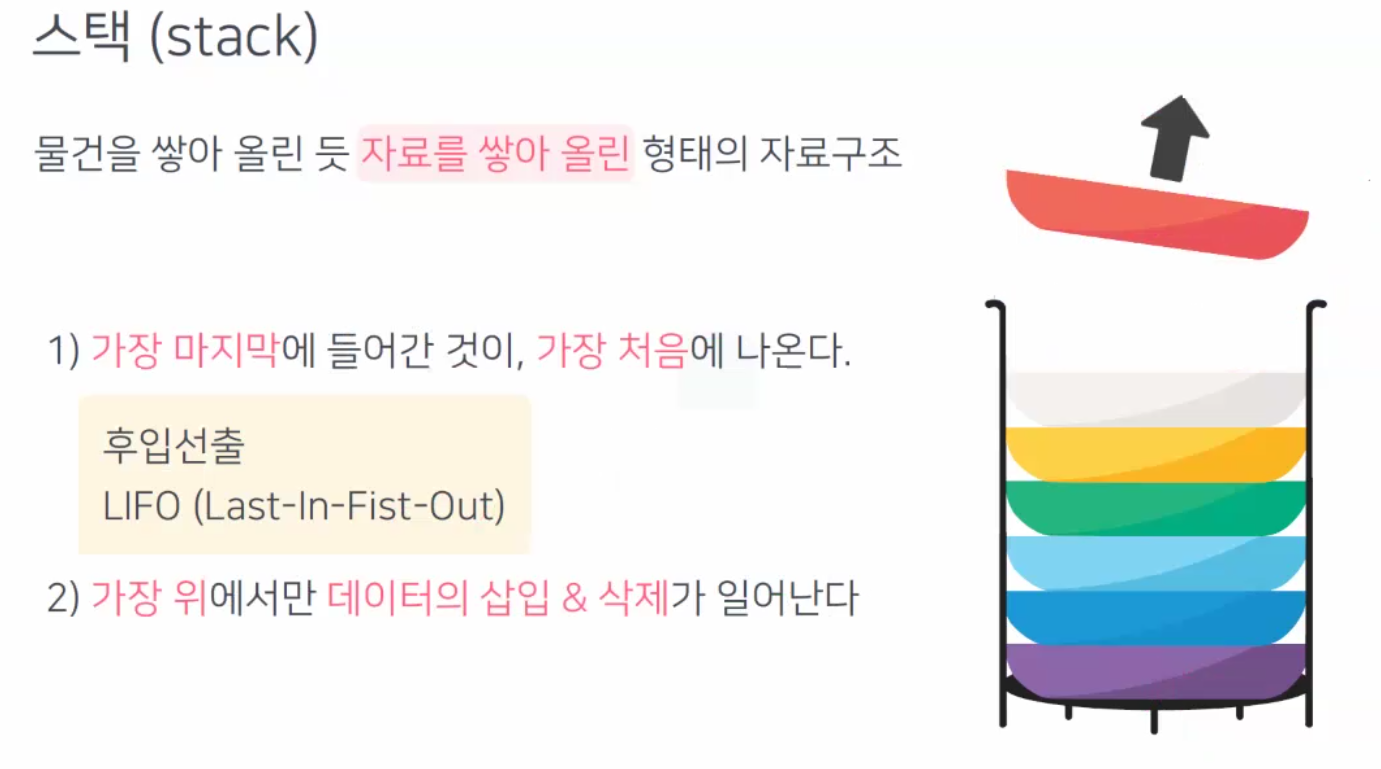 스택 (stack)
물건을 쌓아 올린 듯 자료를 쌓아 올린 형태의 자료구조
1) 가장 마지막에 들어간 것이, 가장 처음에 나온다.
후입선출
LIFO (Last-In-Fist-Out)
2) 가장 위에서만 데이터의 삽입 & 삭제가 일어난다